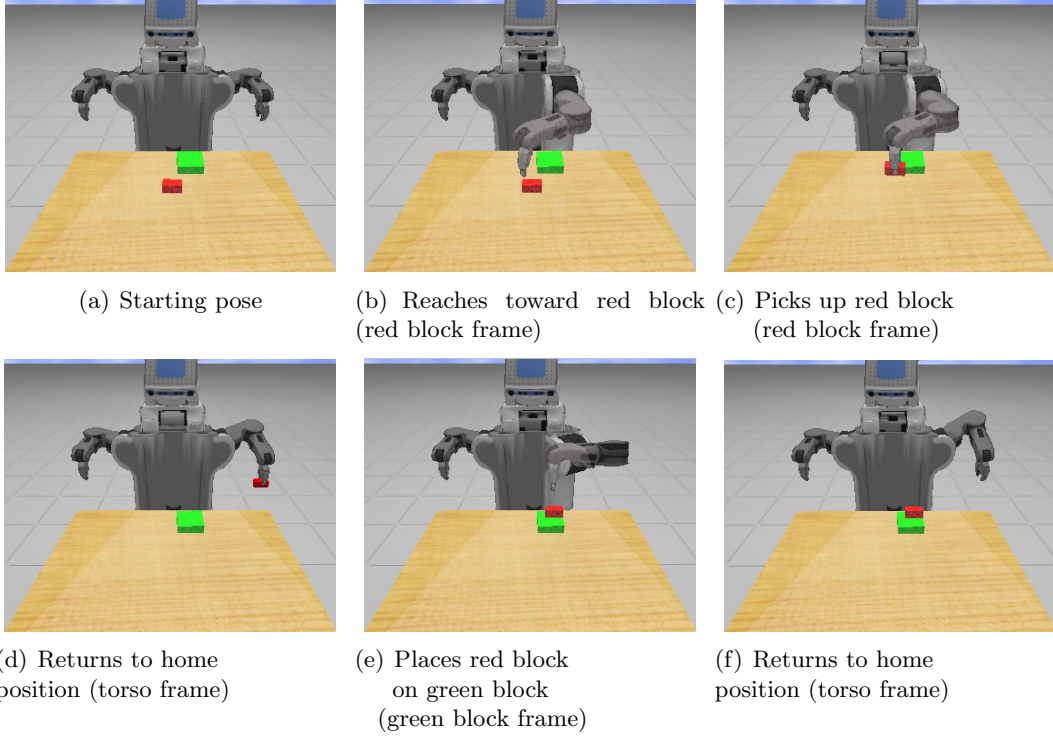 (a) Starting pose
(b) Reaches toward red block
(red block frame)
(c) Picks up red block
(red block frame)
(d) Returns to home
position (torso frame)
(e) Places red block
on green block
(green block frame)
(f) Returns to home
position (torso frame)